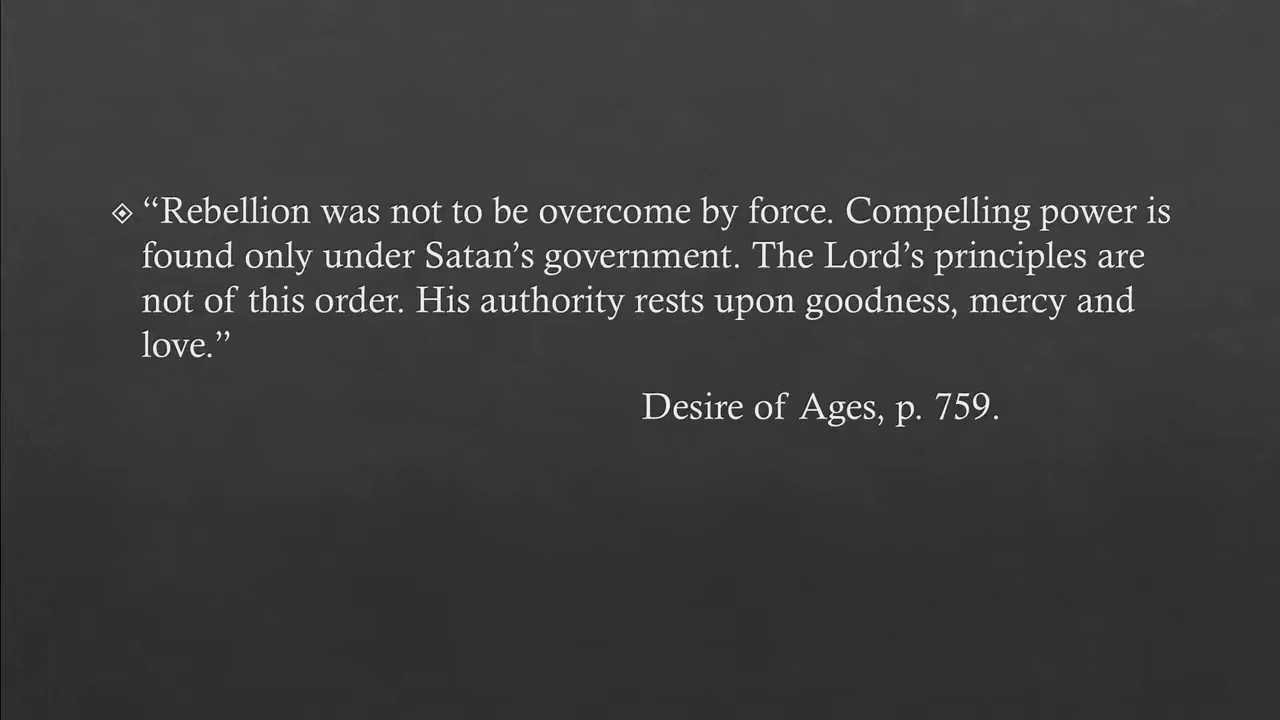 “Rebellion was not to be overcome by force. Compelling power is
found only under Satan’s government. The Lord’s principles are
not of this order. His authority rests upon goodness, mercy and
love.”
Desire of Ages, p. 759.